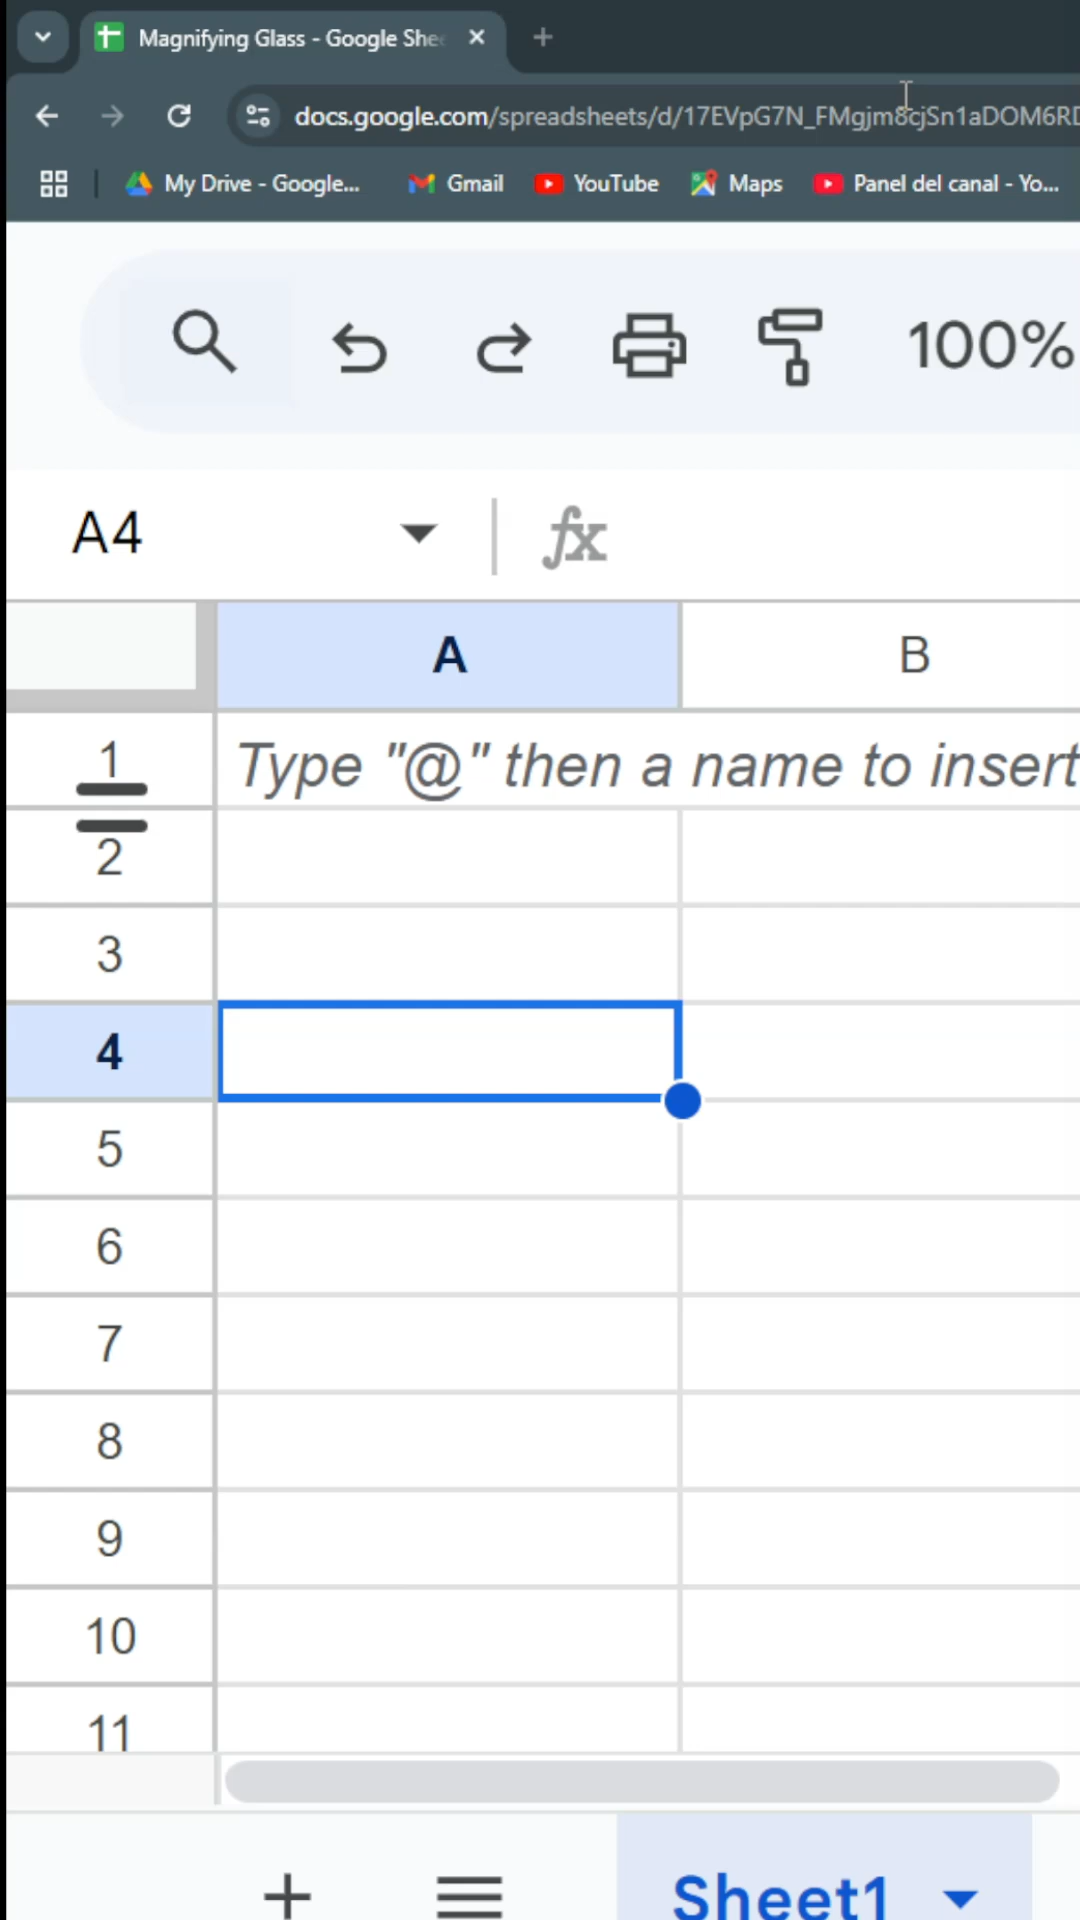 Magnifying Glass - Google She
docs.google.com/spreadsheets/d/17EVpG7N_FMgjm8cjSn1aDOM6RD
My Drive - Google... Gmail YouTube Maps Panel del canal - Yo...
100%
A4 fx
A B
1 Type "@" then a name to insert
2
3
4
5
6
7
8
9
10
11
Sheet1